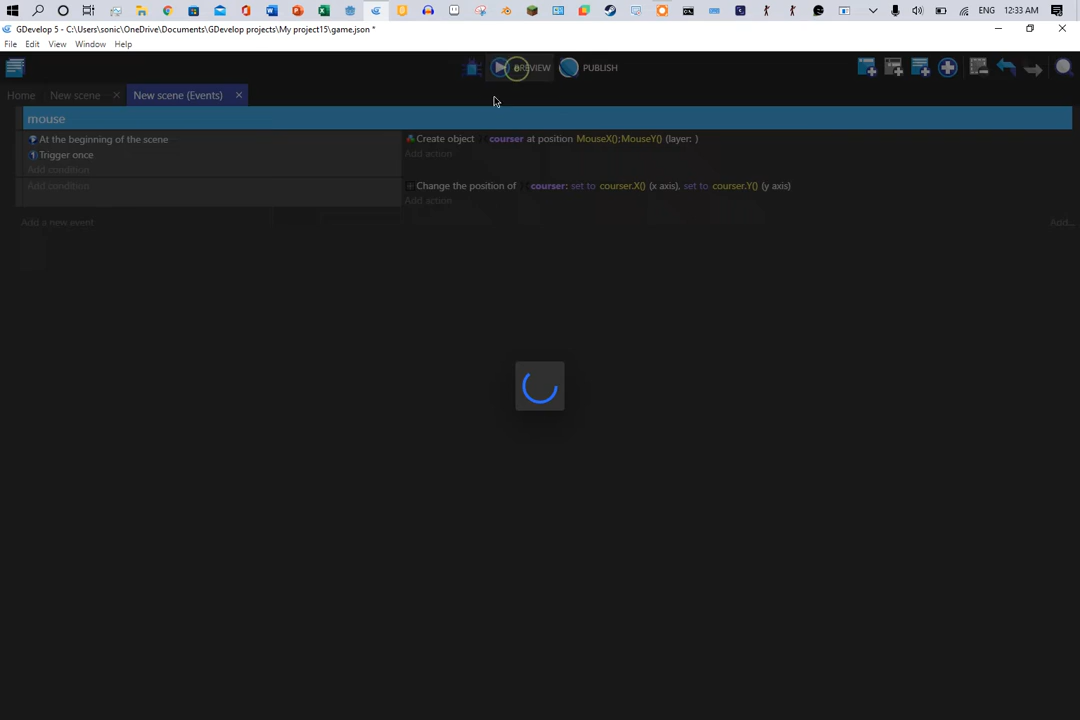 ENG 12:33 AM
GDevelop 5 - C:\Users\sonic\OneDrive\Documents\GDevelop projects\My project15\game.json *
File Edit View Window Help
PREVIEW PUBLISH
Home New scene New scene (Events)
mouse
At the beginning of the scene Create object courser at position MouseX();MouseY() (layer: )
Trigger once Add action
Add condition
Add condition Change the position of courser: set to courser.X() (x axis), set to courser.Y() (y axis)
Add action
Add a new event Add...